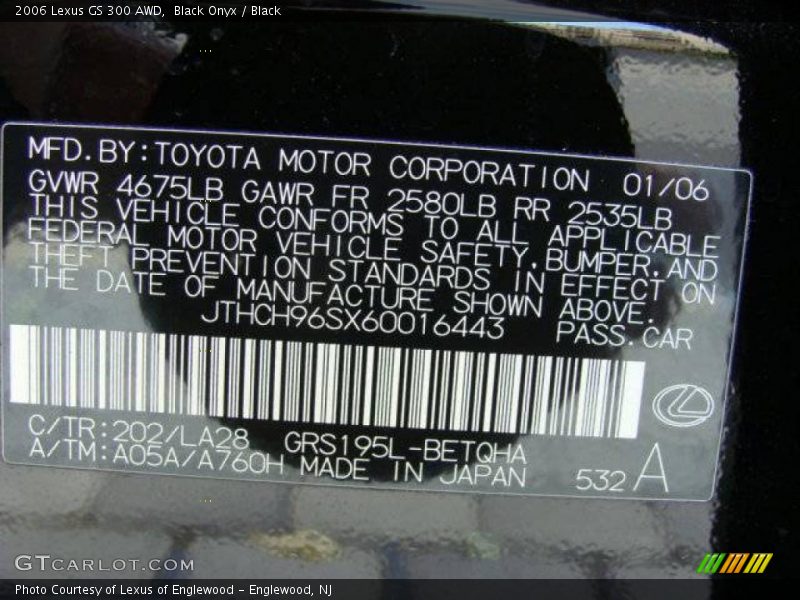 2006 Lexus GS 300 AWD, Black Onyx / Black
MFD.BY:TOYOTA MOTOR CORPORATION 01/06
GVWR 4675LB GAWR FR 2580LB RR 2535LB
THIS VEHICLE CONFORMS TO ALL APPLICABLE
FEDERAL MOTOR VEHICLE SAFETY,BUMPER,AND
THEFT PREVENTION STANDARDS IN EFFECT ON
THE DATE OF MANUFACTURE SHOWN ABOVE.
JTHCH96SX60016443 PASS.CAR
C/TR:202/LA28 GRS195L-BETQHA
A/TM:A05A/A760H MADE IN JAPAN 532 A
GTCARLOT.COM
Photo Courtesy of Lexus of Englewood - Englewood, NJ